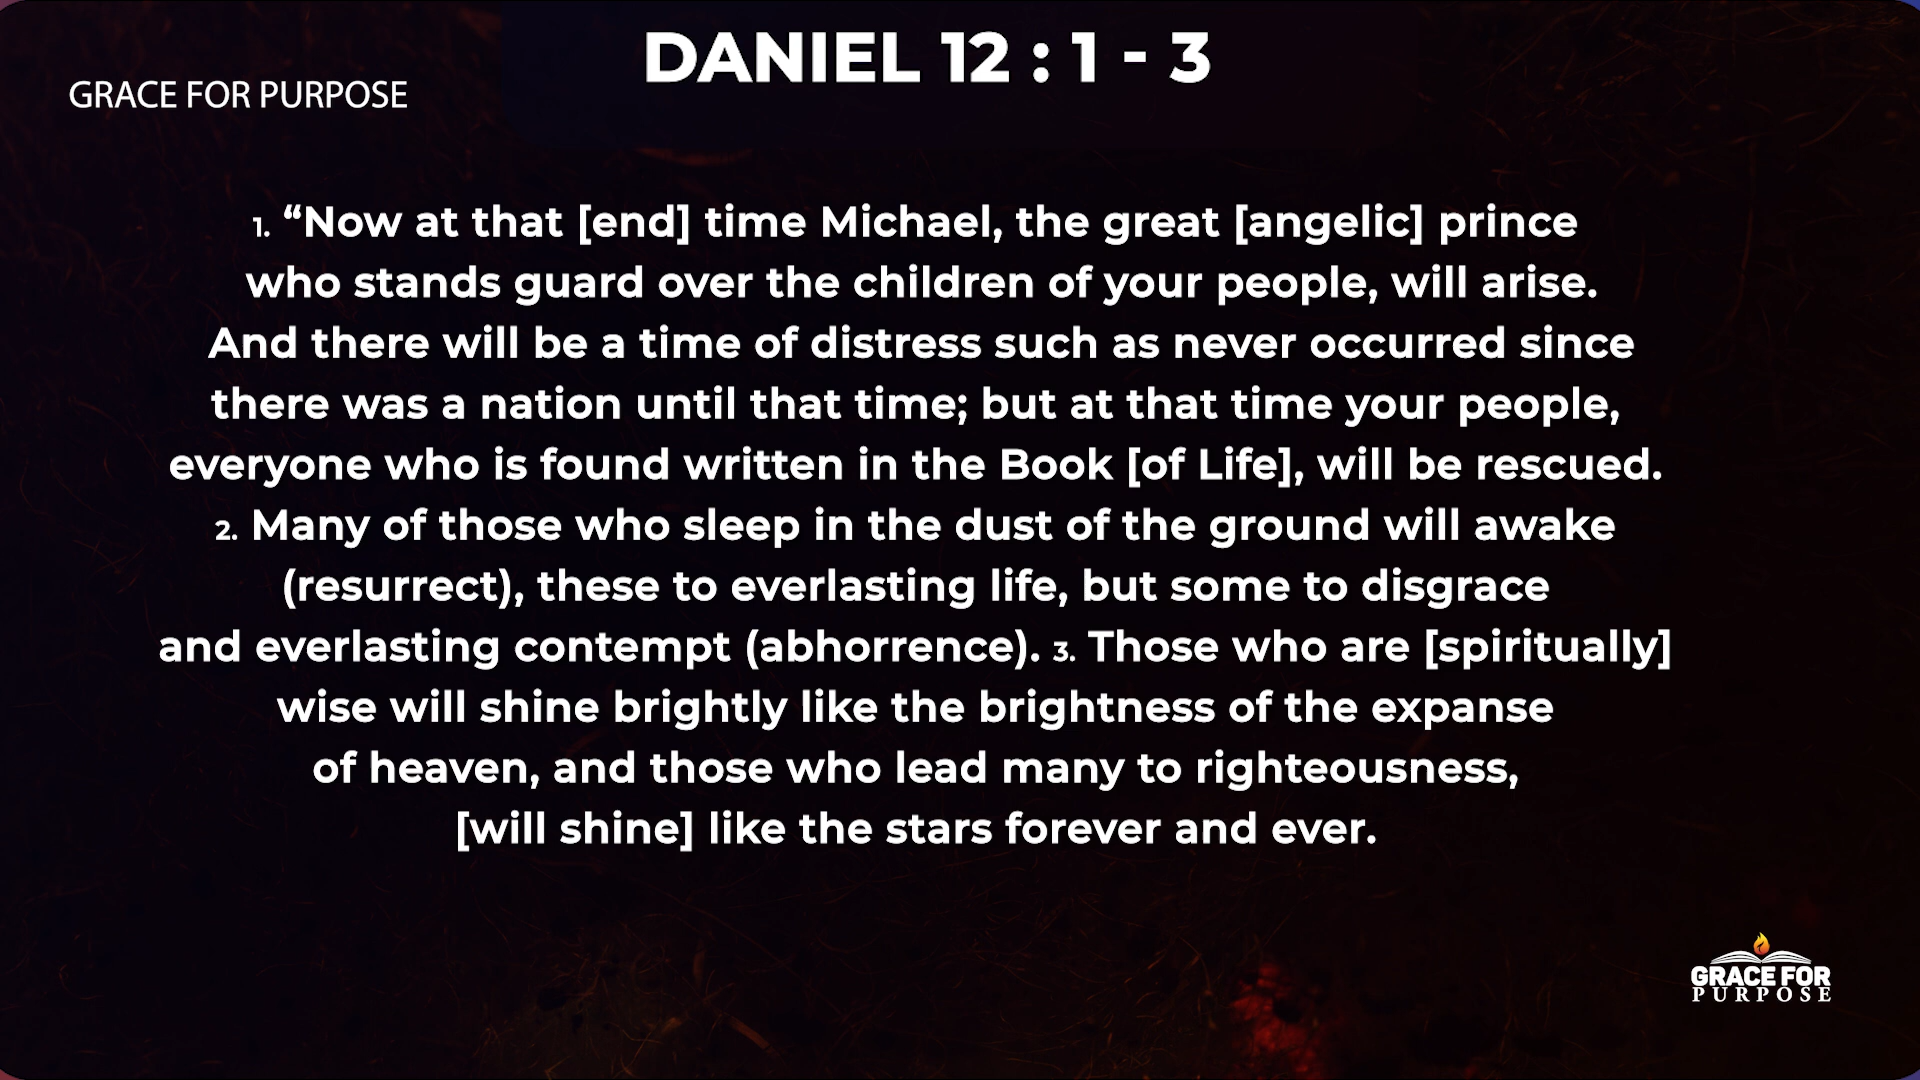 DANIEL 12 : 1 - 3
GRACE FOR PURPOSE
1. “Now at that [end] time Michael, the great [angelic] prince
who stands guard over the children of your people, will arise.
And there will be a time of distress such as never occurred since
there was a nation until that time; but at that time your people,
everyone who is found written in the Book [of Life], will be rescued.
2. Many of those who sleep in the dust of the ground will awake
(resurrect), these to everlasting life, but some to disgrace
and everlasting contempt (abhorrence). 3. Those who are [spiritually]
wise will shine brightly like the brightness of the expanse
of heaven, and those who lead many to righteousness,
[will shine] like the stars forever and ever.
GRACE FOR
PURPOSE